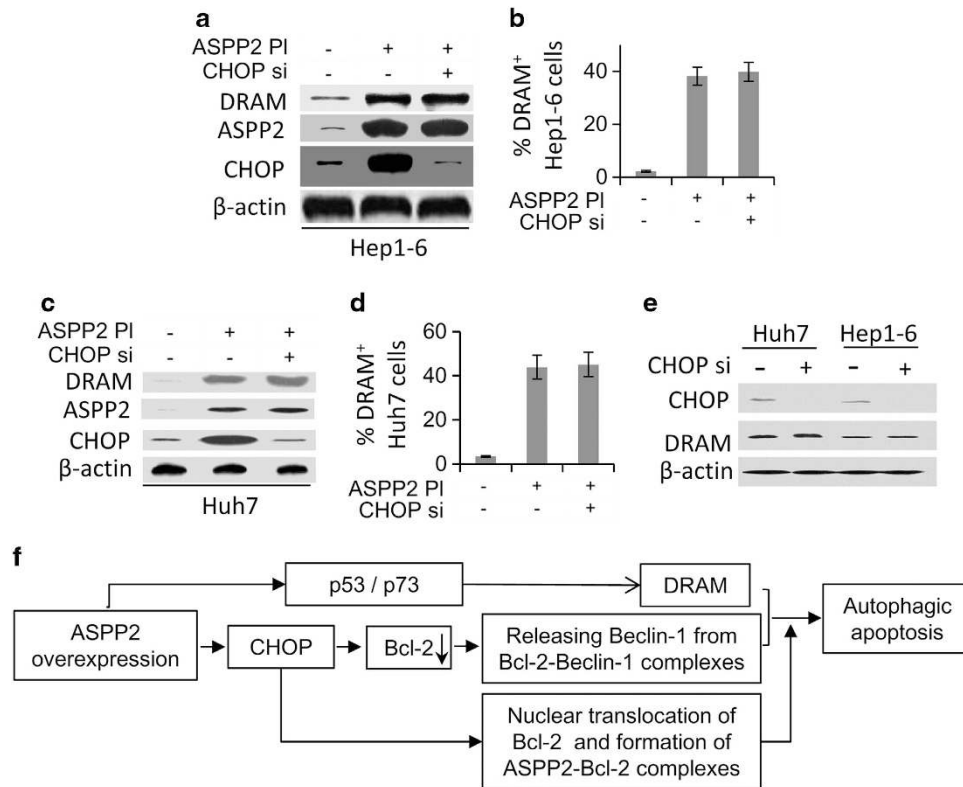 a
ASPP2 Pl - + +
CHOP si - - +
DRAM
ASPP2
CHOP
β-actin
Hep1-6
b
% DRAM+
Hep1-6 cells
40
20
0
ASPP2 Pl - + +
CHOP si - - +
c
ASPP2 Pl - + +
CHOP si - - +
DRAM
ASPP2
CHOP
β-actin
Huh7
d
% DRAM+
Huh7 cells
60
40
20
0
ASPP2 Pl - + +
CHOP si - - +
e
Huh7 Hep1-6
CHOP si - + - +
CHOP
DRAM
β-actin
f
p53 / p73
DRAM
ASPP2
overexpression
CHOP
Bcl-2
Releasing Beclin-1 from
Bcl-2-Beclin-1 complexes
Autophagic
apoptosis
Nuclear translocation of
Bcl-2 and formation of
ASPP2-Bcl-2 complexes